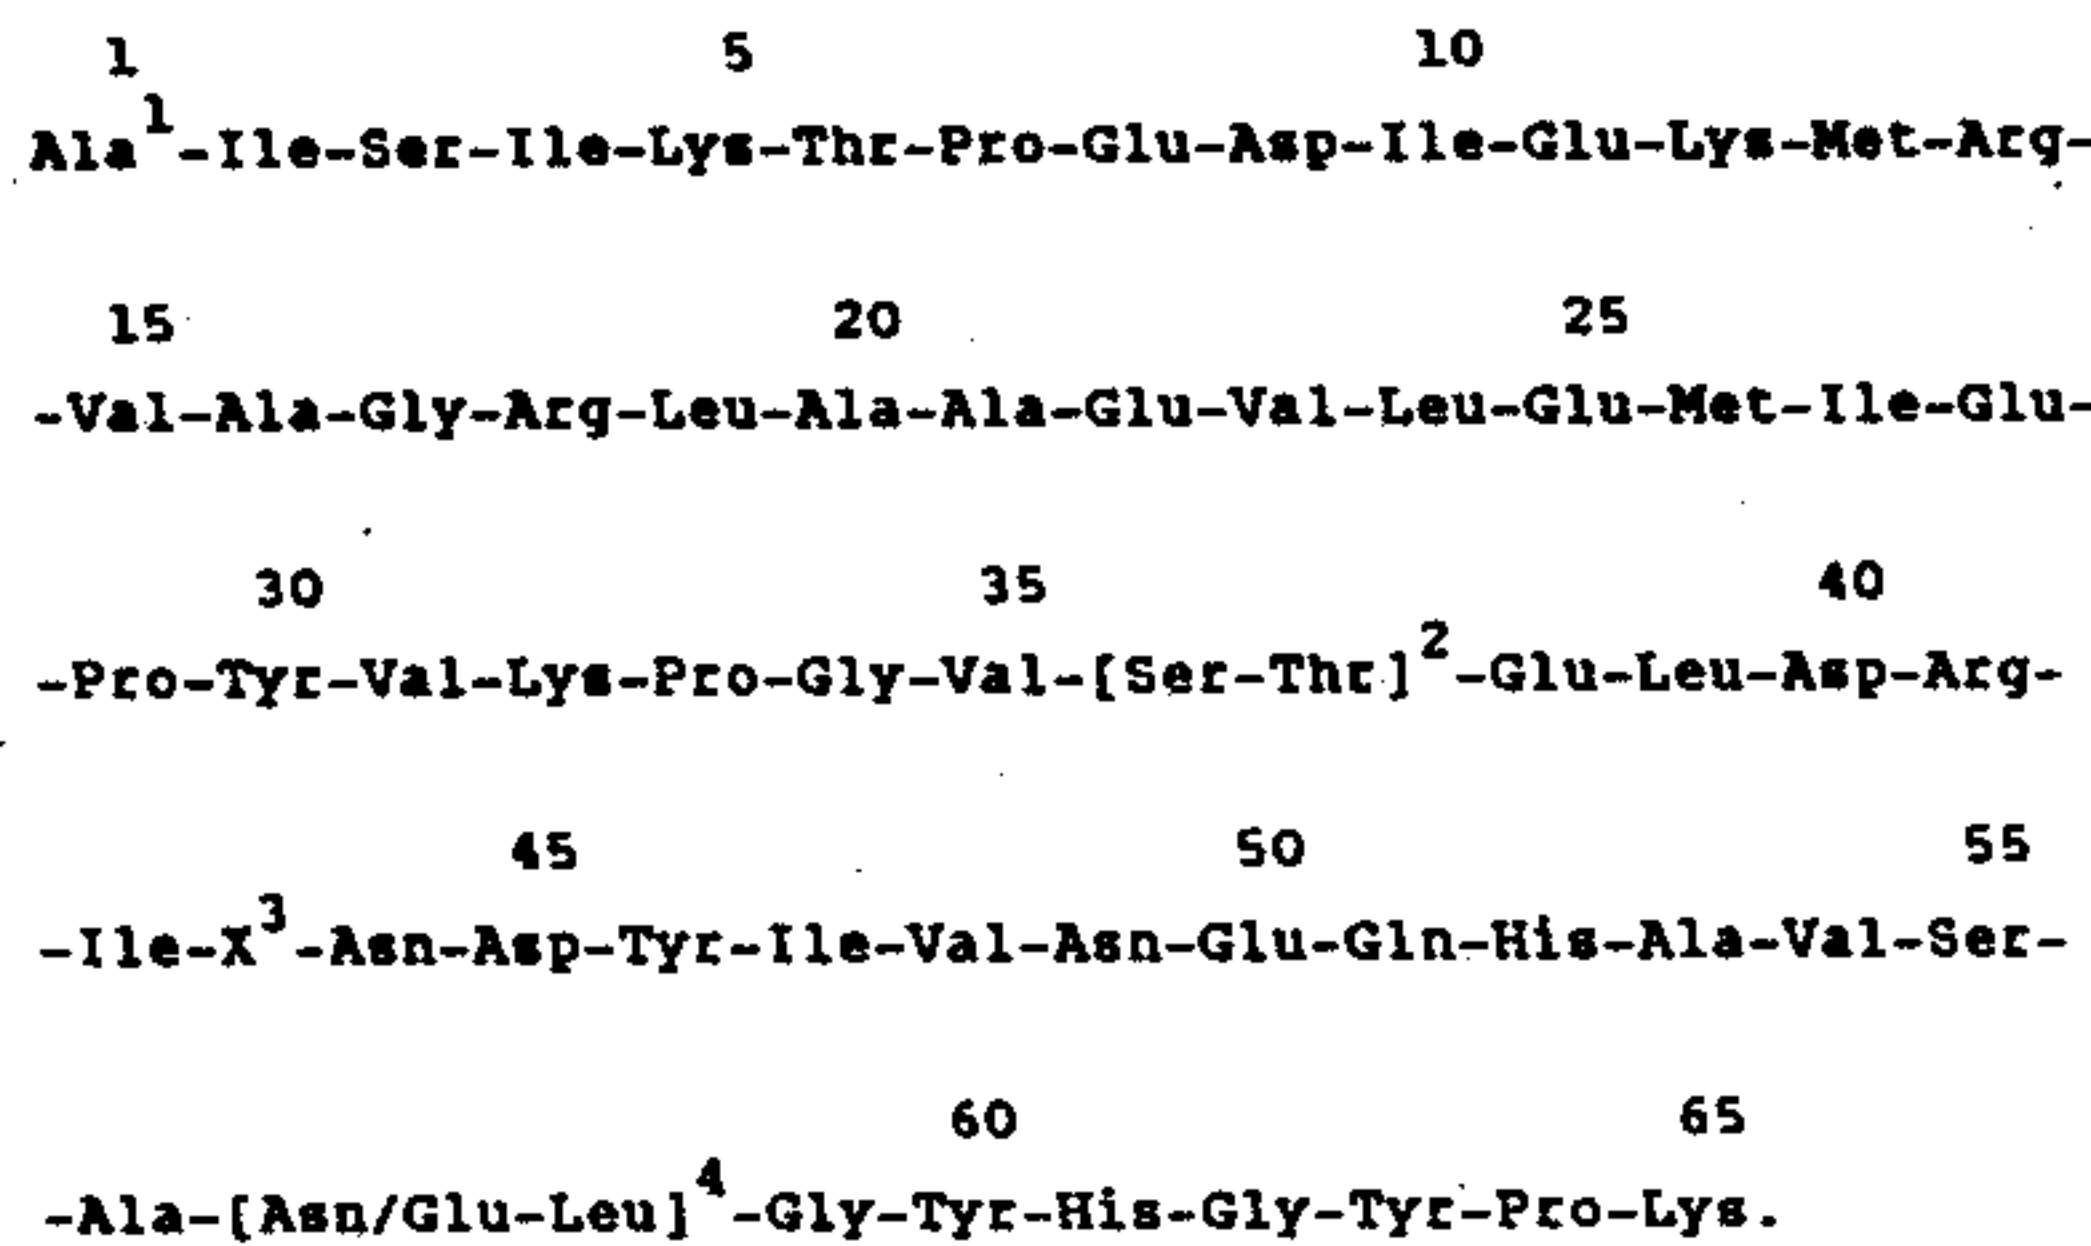 1 5 10
Ala¹-Ile-Ser-Ile-Lys-Thr-Pro-Glu-Asp-Ile-Glu-Lys-Met-Arg-
15 20 25
-Val-Ala-Gly-Arg-Leu-Ala-Ala-Glu-Val-Leu-Glu-Met-Ile-Glu-
30 35 40
-Pro-Tyr-Val-Lys-Pro-Gly-Val-[Ser-Thr]²-Glu-Leu-Asp-Arg-
45 50 55
-Ile-X³-Asn-Asp-Tyr-Ile-Val-Asn-Glu-Gln-His-Ala-Val-Ser-
60 65
-Ala-[Asn/Glu-Leu]⁴-Gly-Tyr-His-Gly-Tyr-Pro-Lys.